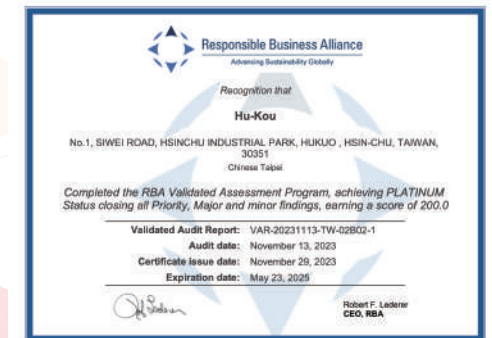 Responsible Business Alliance
Advancing Sustainability Globally
Recognition that
Hu-Kou
No.1, SIWEI ROAD, HSINCHU INDUSTRIAL PARK, HUKUO , HSIN-CHU, TAIWAN,
30351
Chinese Taipei
Completed the RBA Validated Assessment Program, achieving PLATINUM
Status closing all Priority, Major and minor findings, earning a score of 200.0
Validated Audit Report: VAR-20231113-TW-02B02-1
Audit date: November 13, 2023
Certificate issue date: November 29, 2023
Expiration date: May 23, 2025
Robert F. Lederer
CEO, RBA